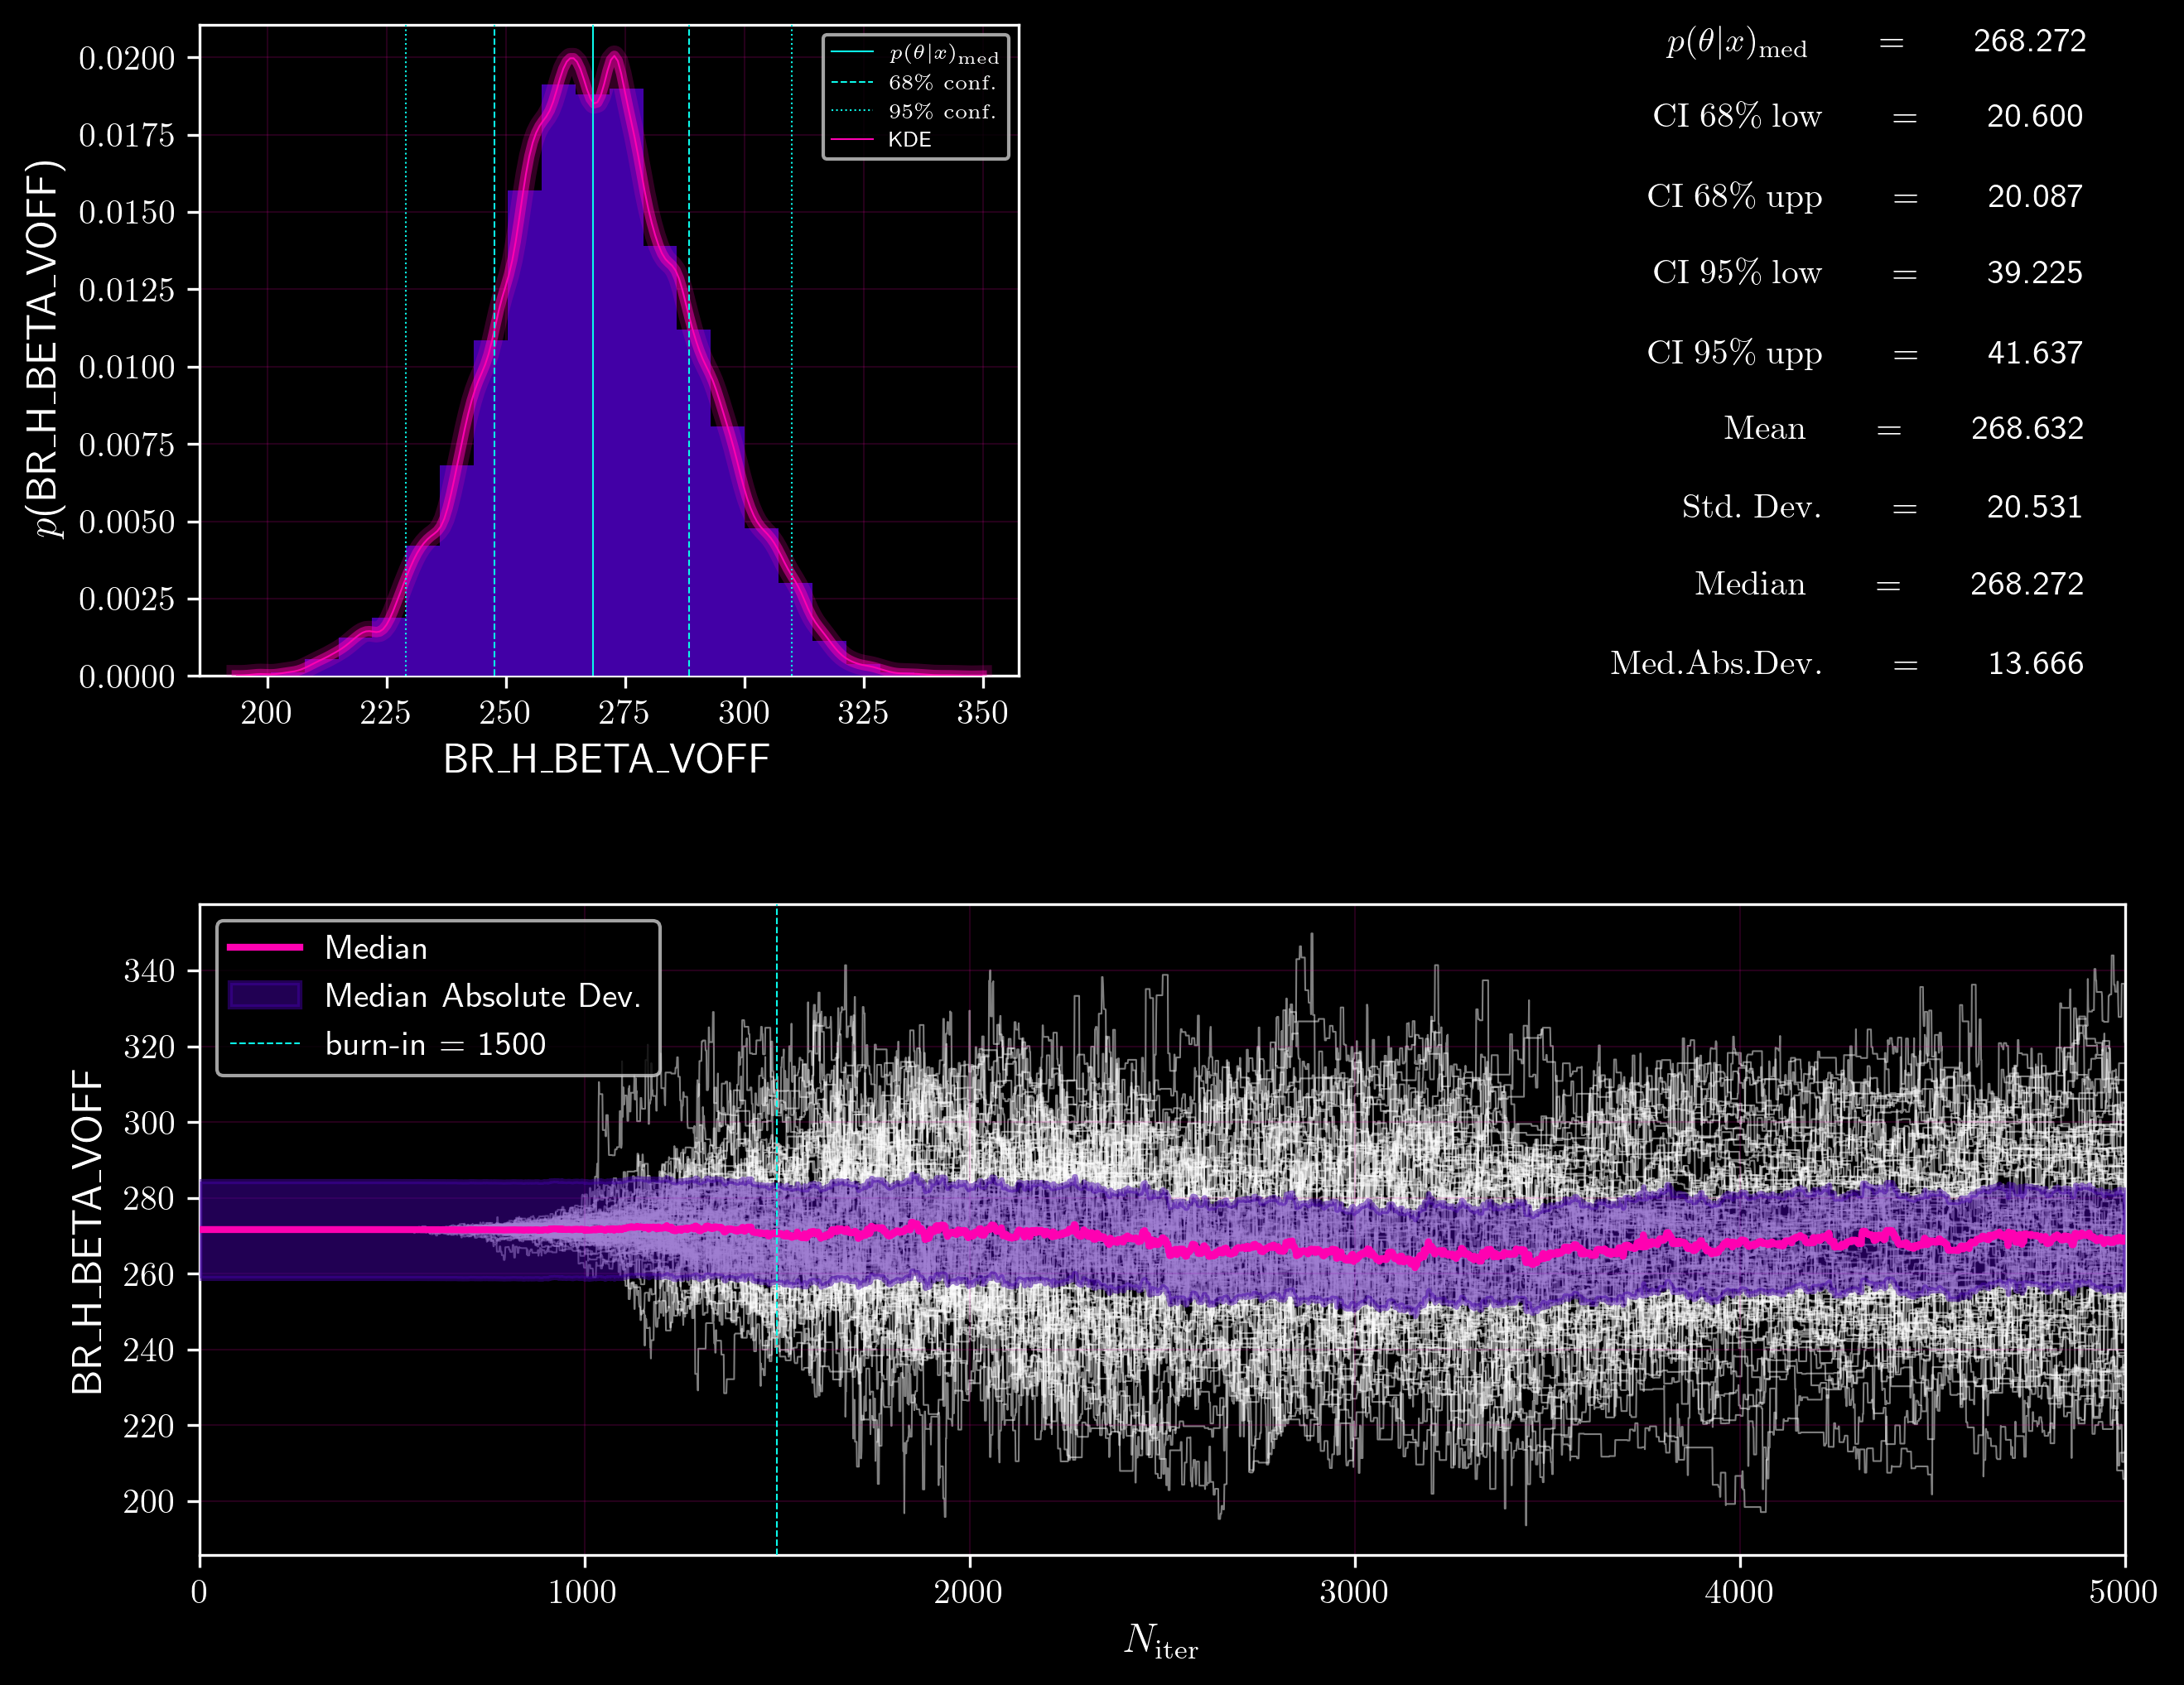 0.0200
0.0175
0.0150
0.0125
0.0100
0.0075
0.0050
0.0025
0.0000
p(BR_H_BETA_VOFF)
200 225 250 275 300 325 350
BR_H_BETA_VOFF
p(θ|x)med
68% conf.
95% conf.
KDE
p(θ|x)med = 268.272
CI 68% low = 20.600
CI 68% upp = 20.087
CI 95% low = 39.225
CI 95% upp = 41.637
Mean = 268.632
Std. Dev. = 20.531
Median = 268.272
Med.Abs.Dev. = 13.666
340
320
300
280
260
240
220
200
BR_H_BETA_VOFF
Median
Median Absolute Dev.
burn-in = 1500
0 1000 2000 3000 4000 5000
Niter